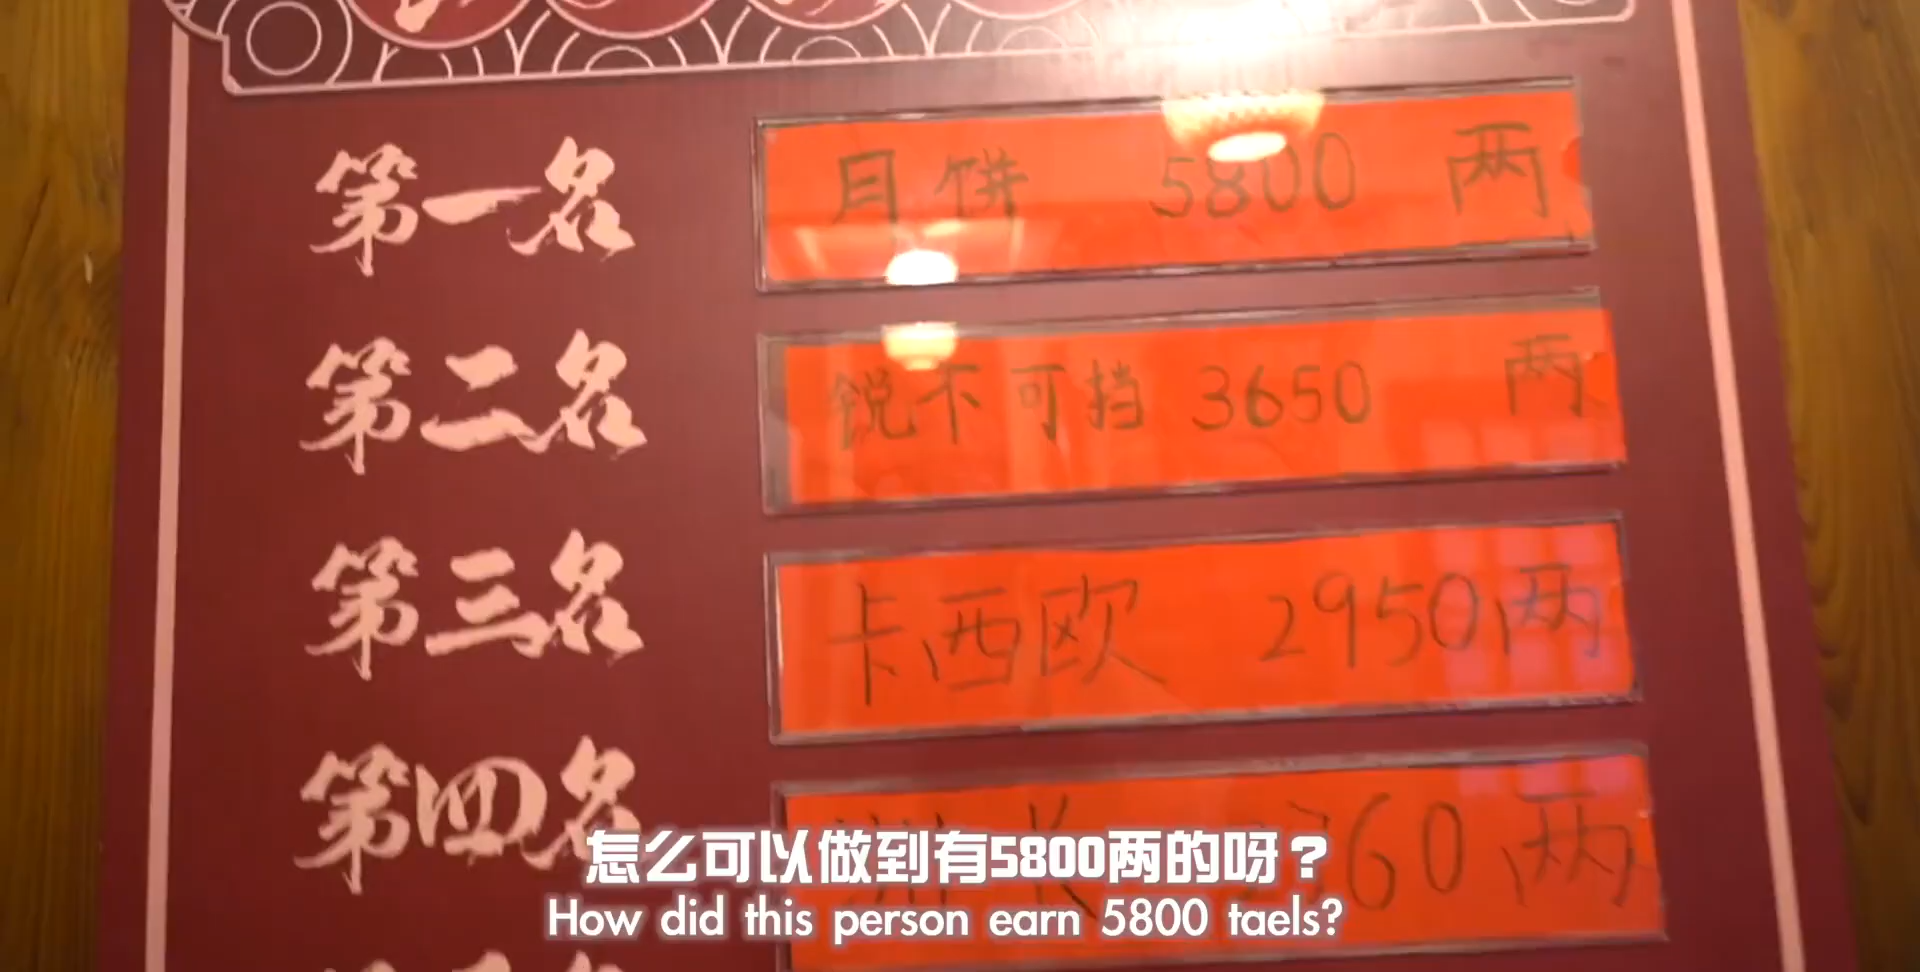 第一名 月饼 5800 两
第二名 锐不可挡 3650 两
第三名 卡西欧 2950两
第四名 长 60 两
怎么可以做到有5800两的呀？
How did this person earn 5800 taels?